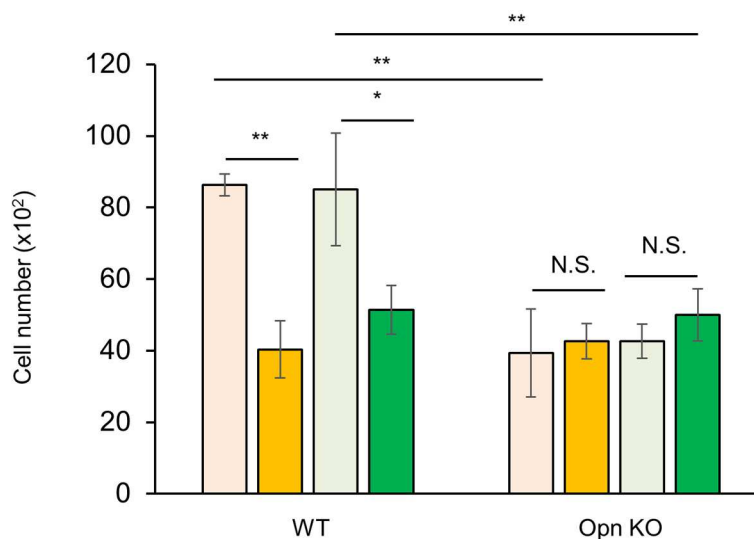 **
**
*
**
N.S.
N.S.
120
100
80
60
40
20
0
Cell number (x10²)
WT
Opn KO